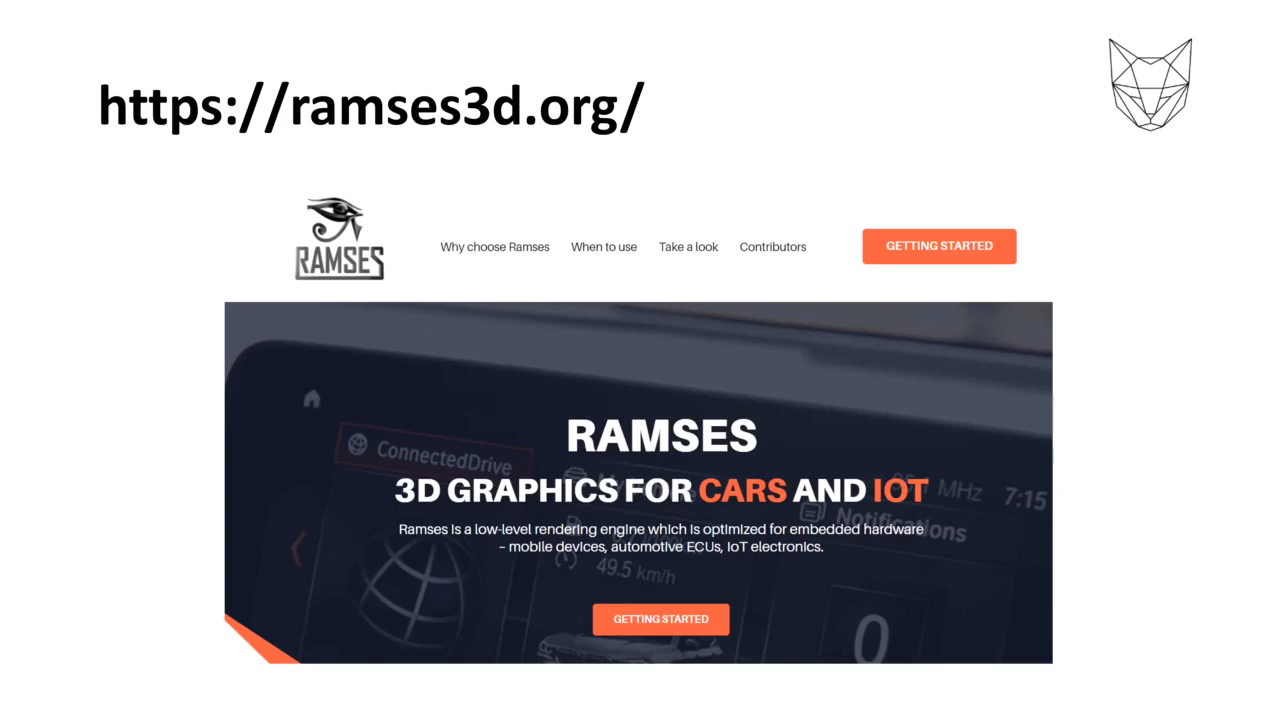 https://ramses3d.org/
RAMSES
Why choose Ramses
When to use
Take a look
Contributors
GETTING STARTED
RAMSES
3D GRAPHICS FOR CARS AND IOT
Ramses is a low-level rendering engine which is optimized for embedded hardware
– mobile devices, automotive ECUs, IoT electronics.
GETTING STARTED
ConnectedDrive
MHz
7:15
Notifications
49.5 km/h
0